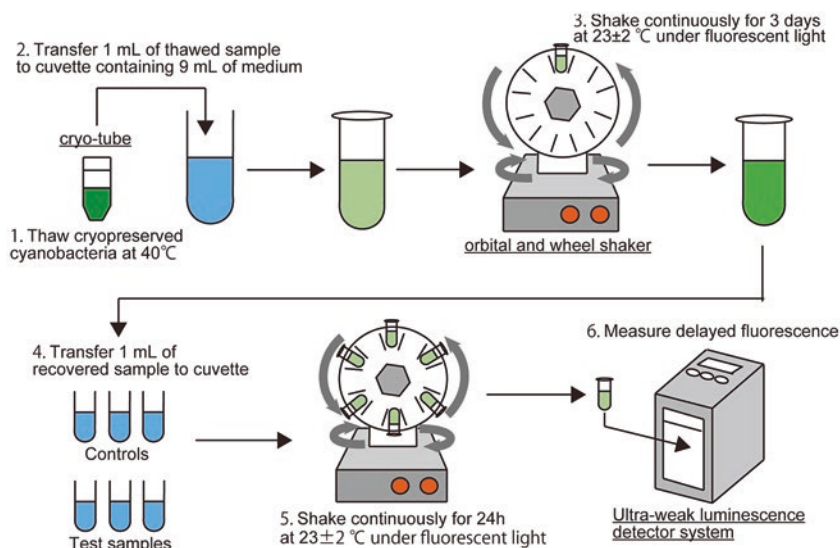 2. Transfer 1 mL of thawed sample
to cuvette containing 9 mL of medium
3. Shake continuously for 3 days
at 23±2 ℃ under fluorescent light
cryo-tube
1. Thaw cryopreserved
cyanobacteria at 40℃
orbital and wheel shaker
4. Transfer 1 mL of
recovered sample to cuvette
Controls
Test samples
5. Shake continuously for 24h
at 23±2 ℃ under fluorescent light
6. Measure delayed fluorescence
Ultra-weak luminescence
detector system